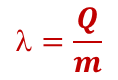 λ = Q/m